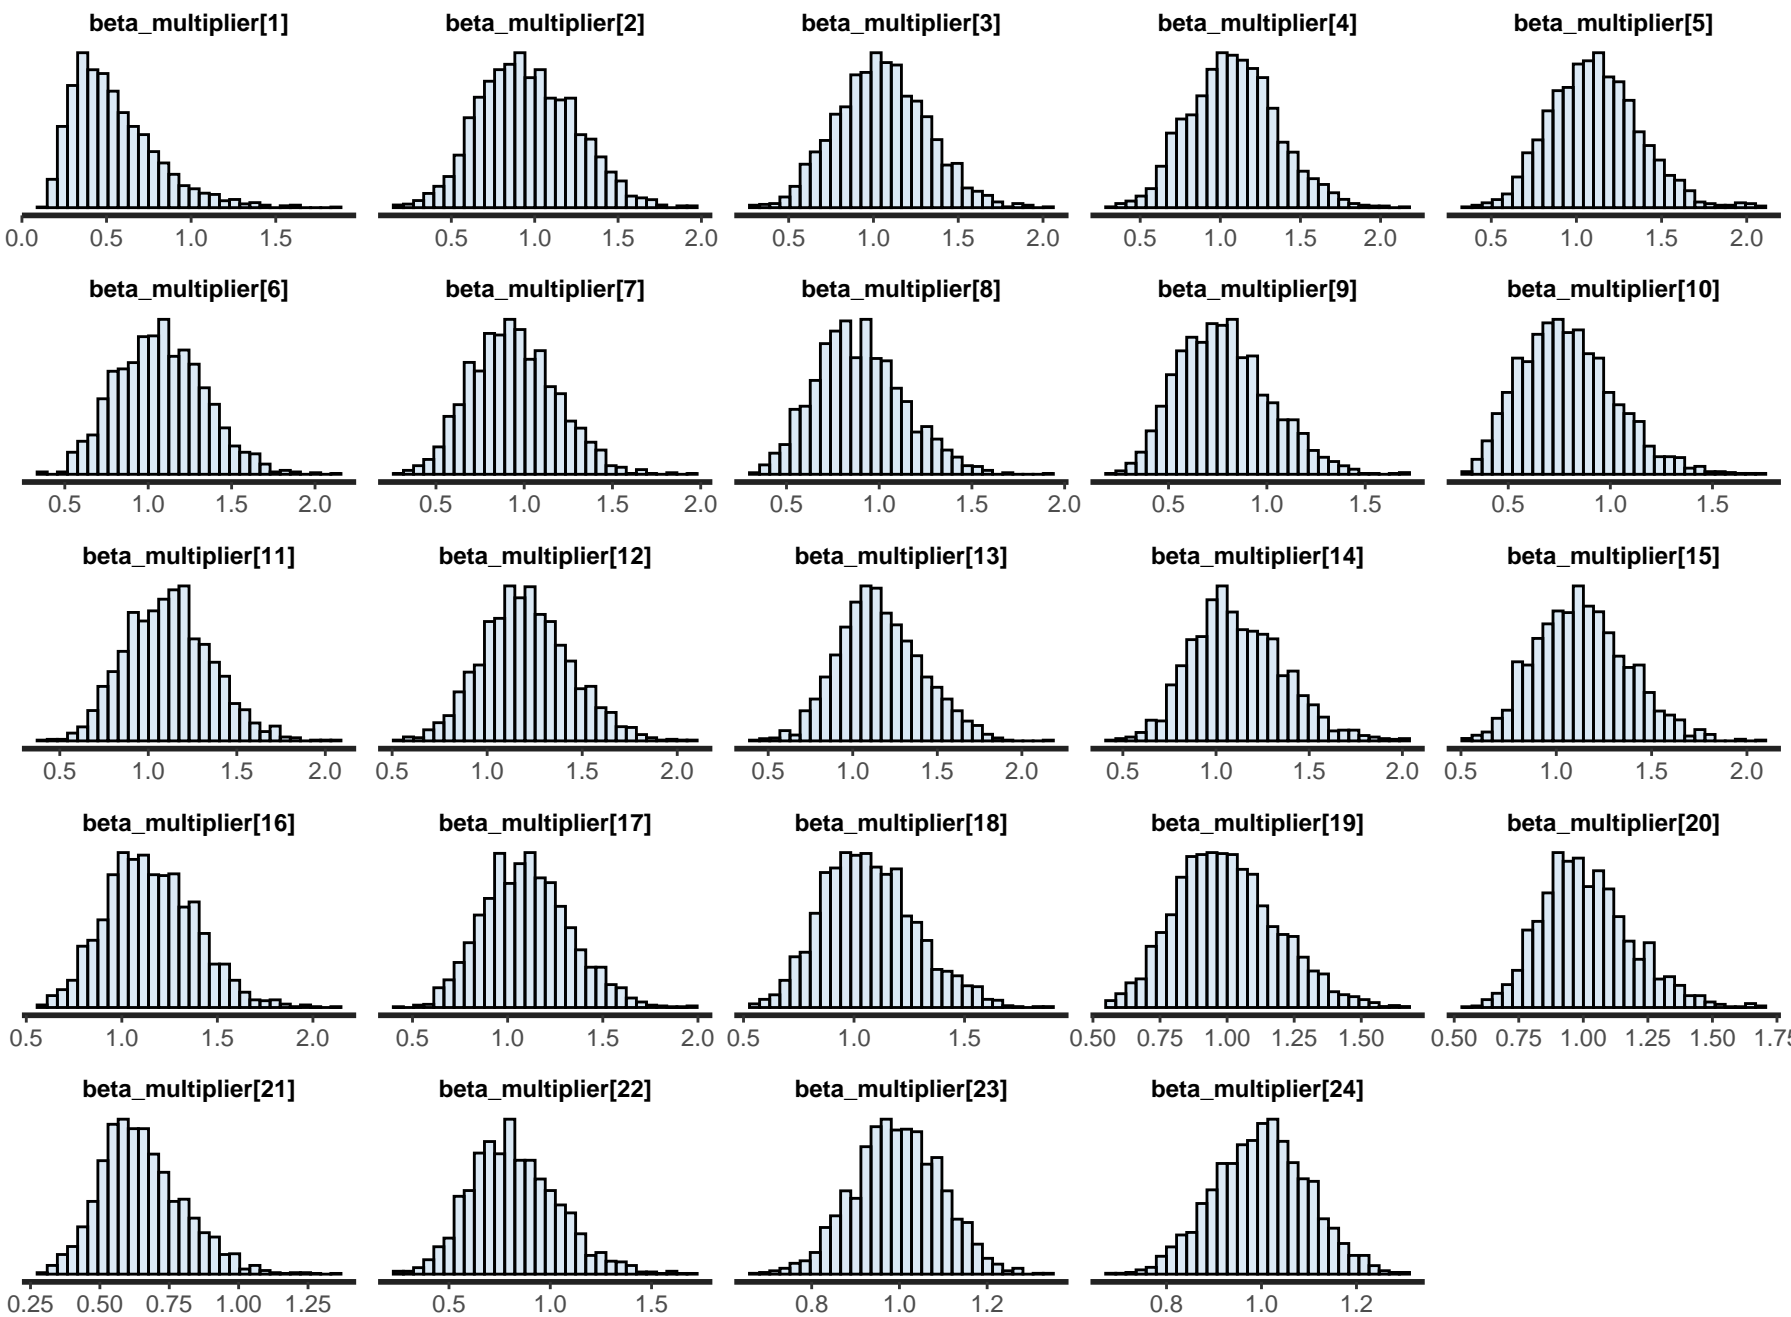 beta_multiplier[1] beta_multiplier[2] beta_multiplier[3] beta_multiplier[4] beta_multiplier[5]
0.0 0.5 1.0 1.5 0.5 1.0 1.5 2.0 0.5 1.0 1.5 2.0 0.5 1.0 1.5 2.0 0.5 1.0 1.5 2.0
beta_multiplier[6] beta_multiplier[7] beta_multiplier[8] beta_multiplier[9] beta_multiplier[10]
0.5 1.0 1.5 2.0 0.5 1.0 1.5 2.0 0.5 1.0 1.5 2.0 0.5 1.0 1.5 0.5 1.0 1.5
beta_multiplier[11] beta_multiplier[12] beta_multiplier[13] beta_multiplier[14] beta_multiplier[15]
0.5 1.0 1.5 2.0 0.5 1.0 1.5 2.0 0.5 1.0 1.5 2.0 0.5 1.0 1.5 2.0 0.5 1.0 1.5 2.0
beta_multiplier[16] beta_multiplier[17] beta_multiplier[18] beta_multiplier[19] beta_multiplier[20]
0.5 1.0 1.5 2.0 0.5 1.0 1.5 2.0 0.5 1.0 1.5 0.50 0.75 1.00 1.25 1.50 0.50 0.75 1.00 1.25 1.50 1.75
beta_multiplier[21] beta_multiplier[22] beta_multiplier[23] beta_multiplier[24]
0.25 0.50 0.75 1.00 1.25 0.5 1.0 1.5 0.8 1.0 1.2 0.8 1.0 1.2